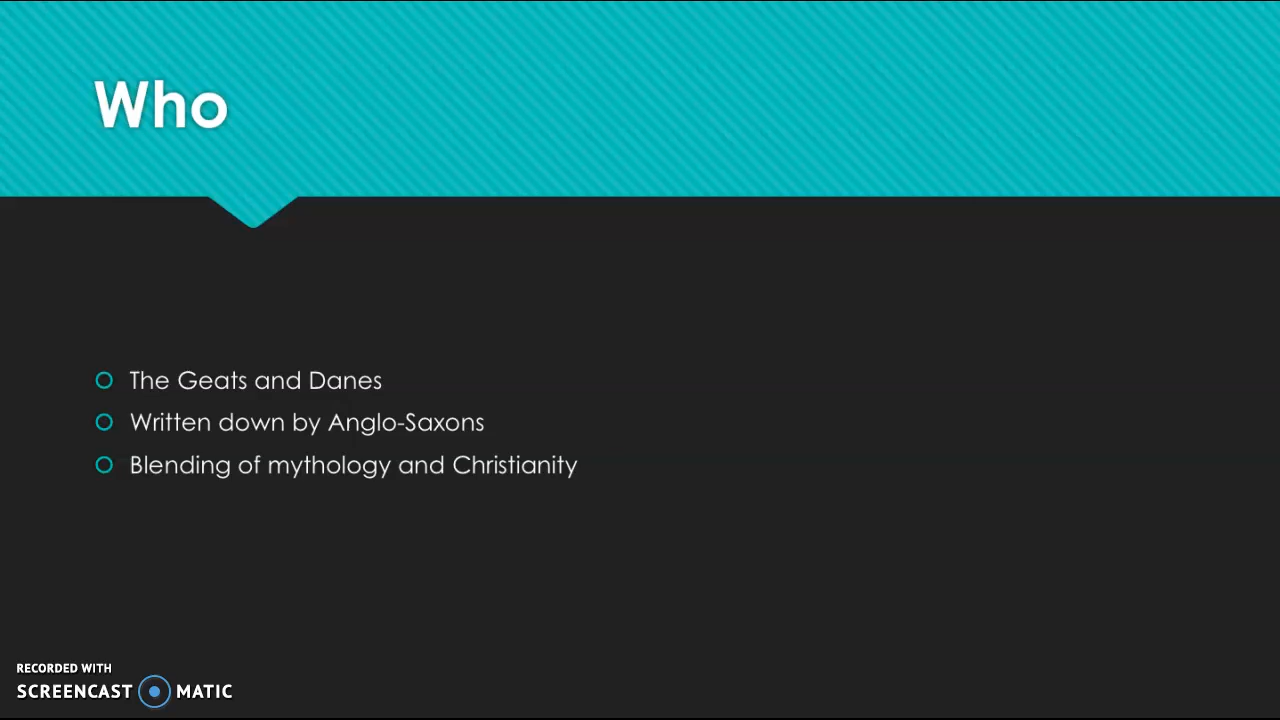 Who
The Geats and Danes
Written down by Anglo-Saxons
Blending of mythology and Christianity
RECORDED WITH
SCREENCAST MATIC